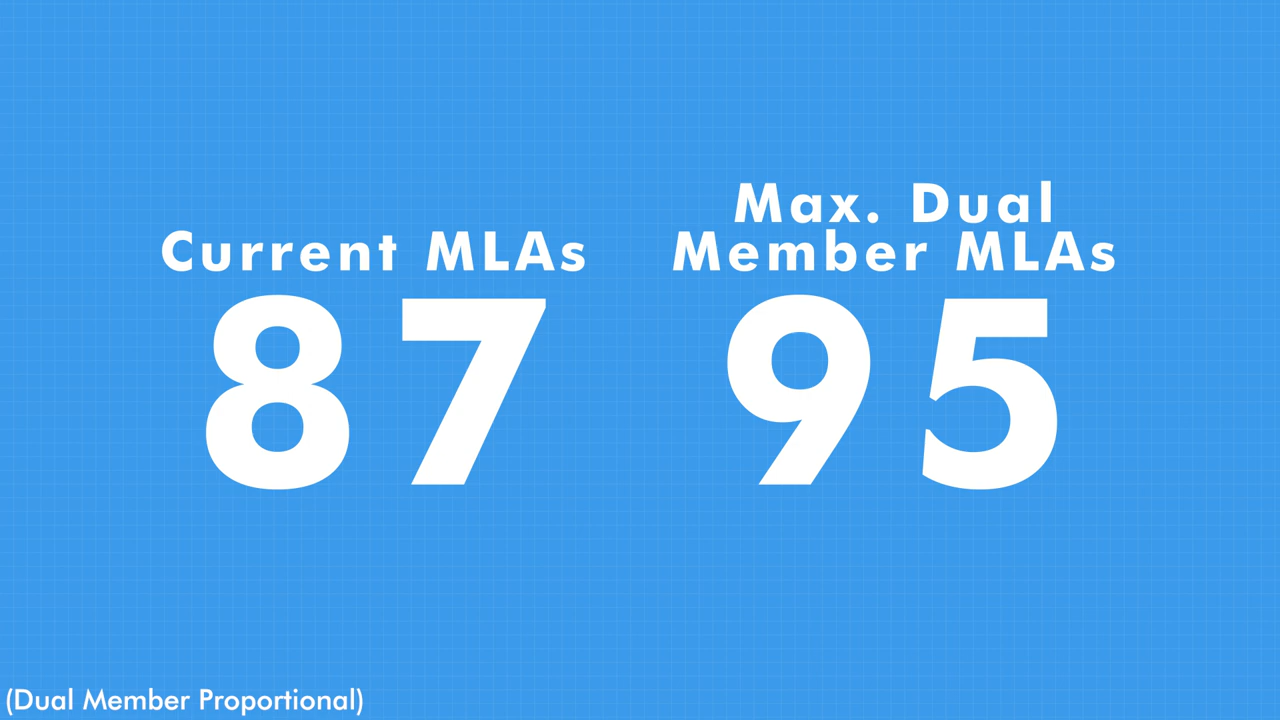 Current MLAs
87
Max. Dual
Member MLAs
95
(Dual Member Proportional)